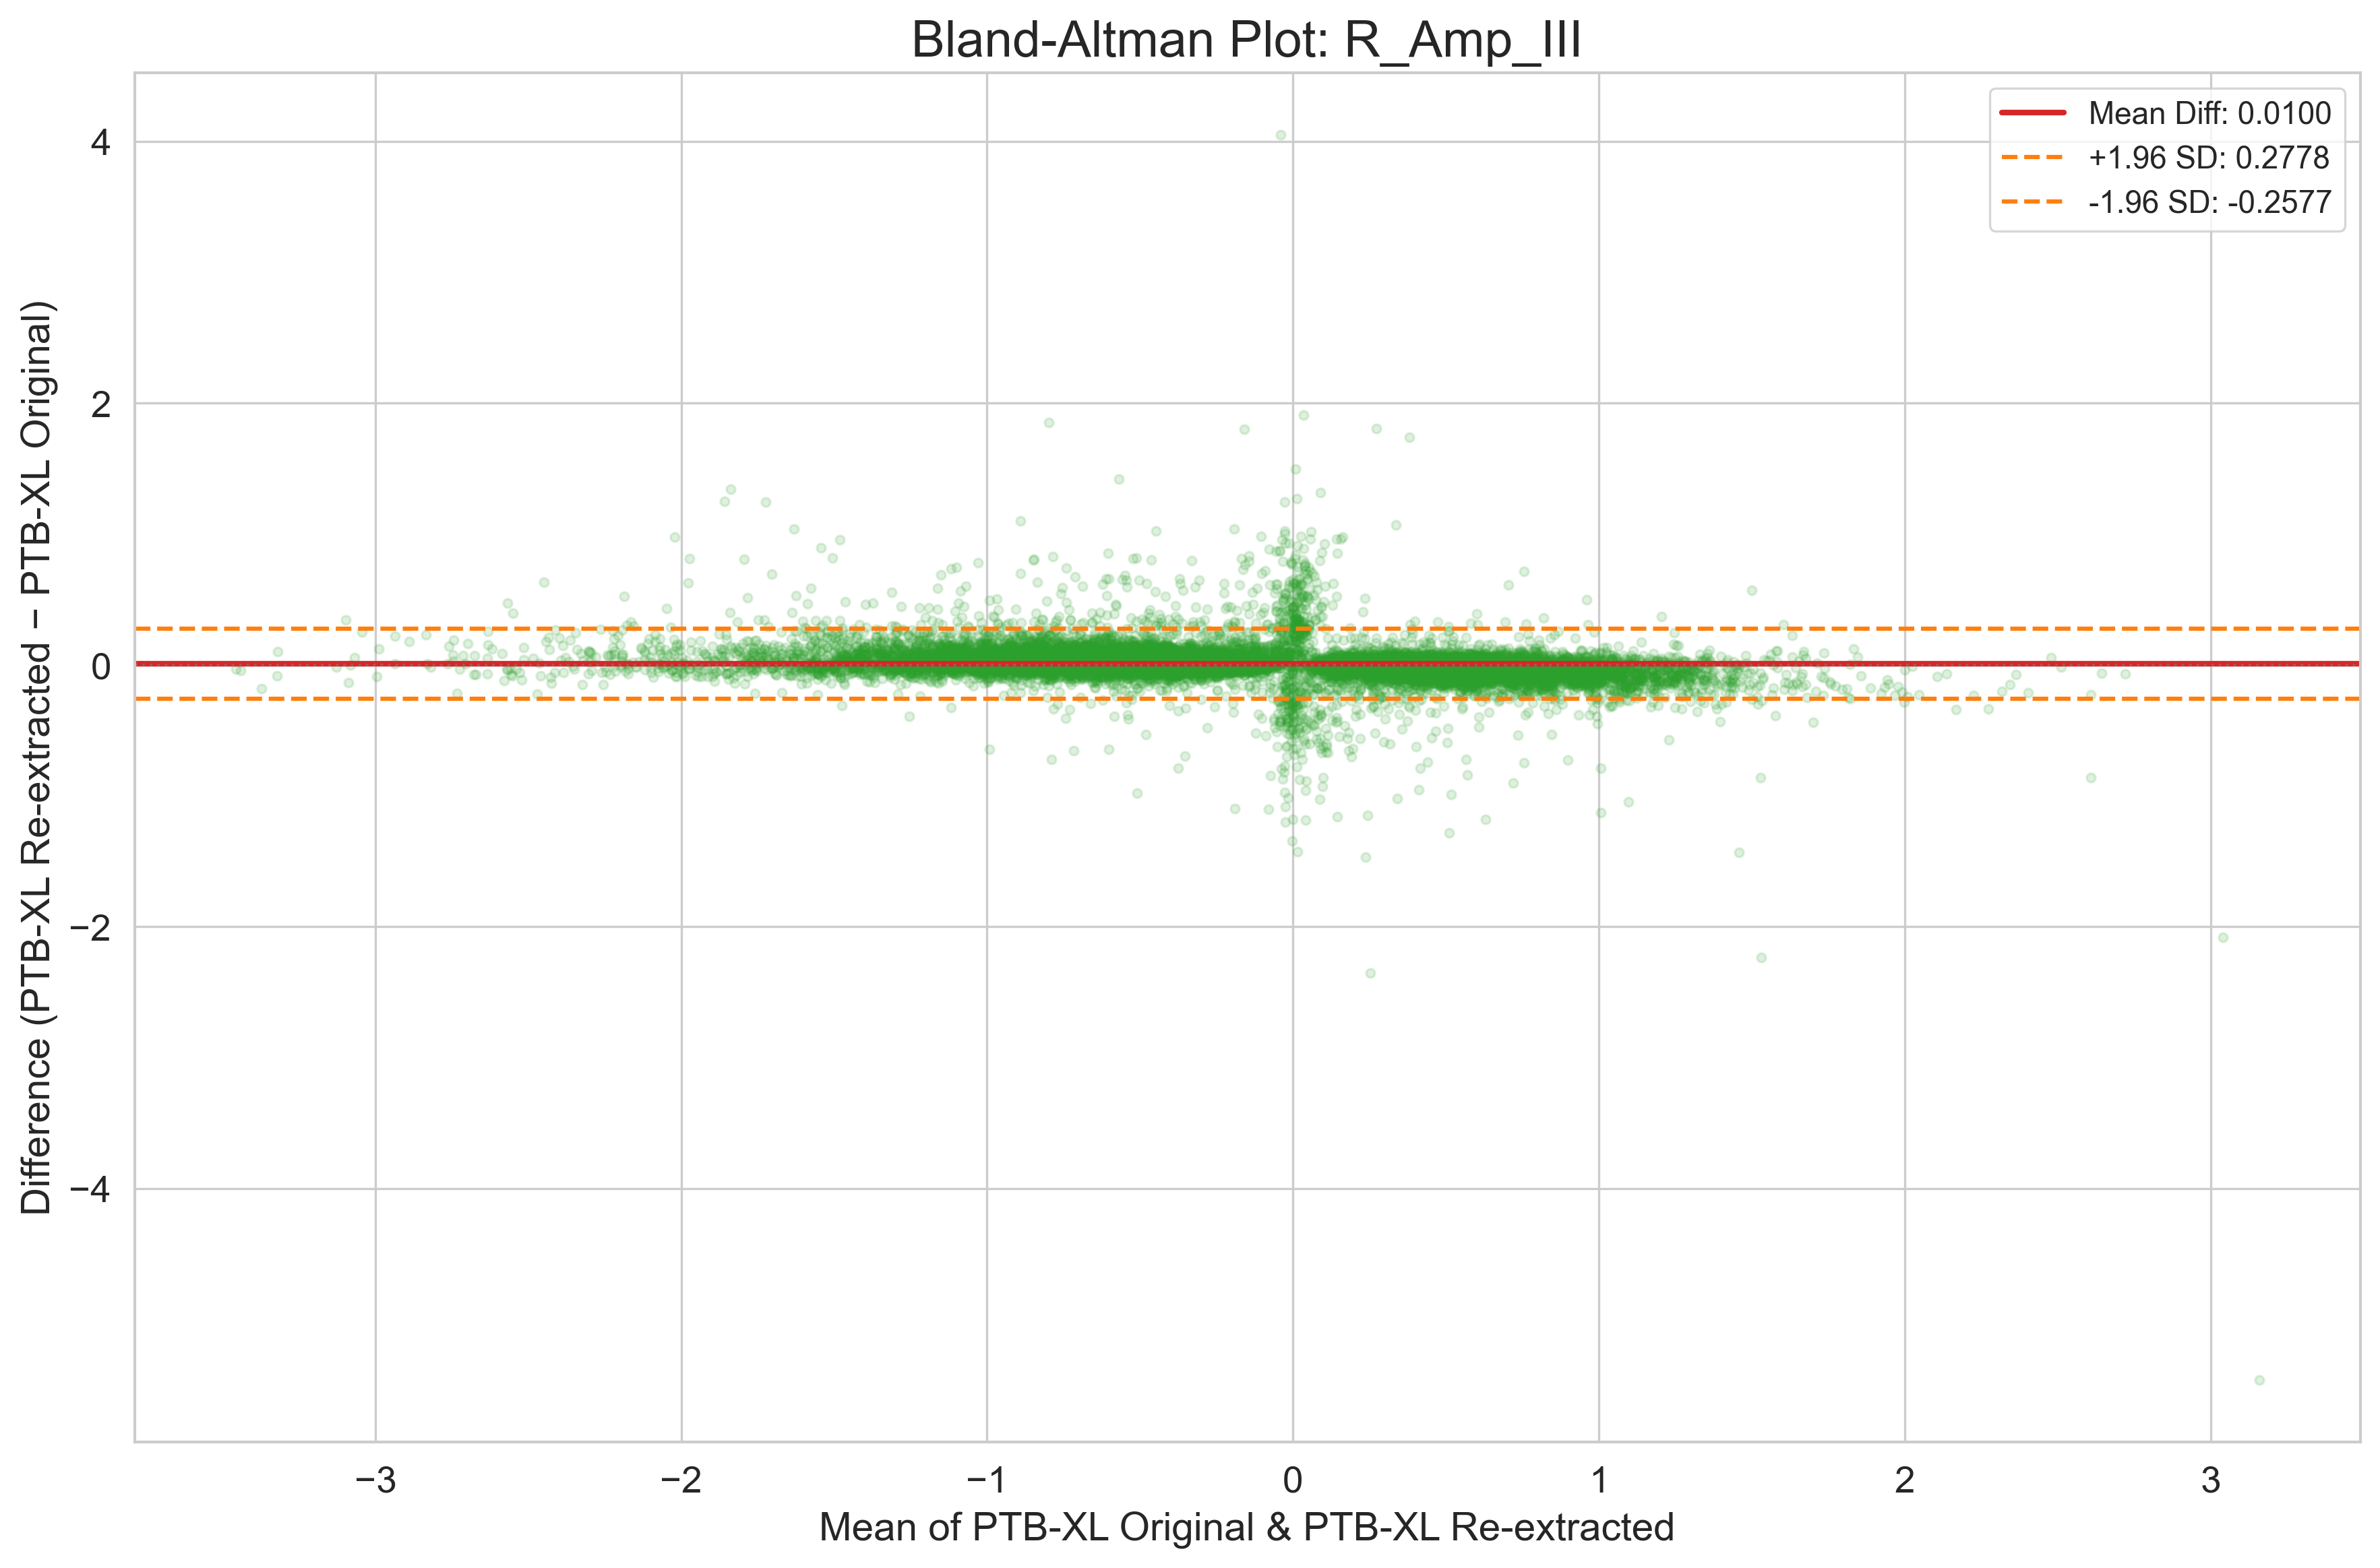 Bland-Altman Plot: R_Amp_III
Mean Diff: 0.0100
+1.96 SD: 0.2778
-1.96 SD: -0.2577
Difference (PTB-XL Re-extracted − PTB-XL Original)
4
2
0
−2
−4
−3
−2
−1
0
1
2
3
Mean of PTB-XL Original & PTB-XL Re-extracted